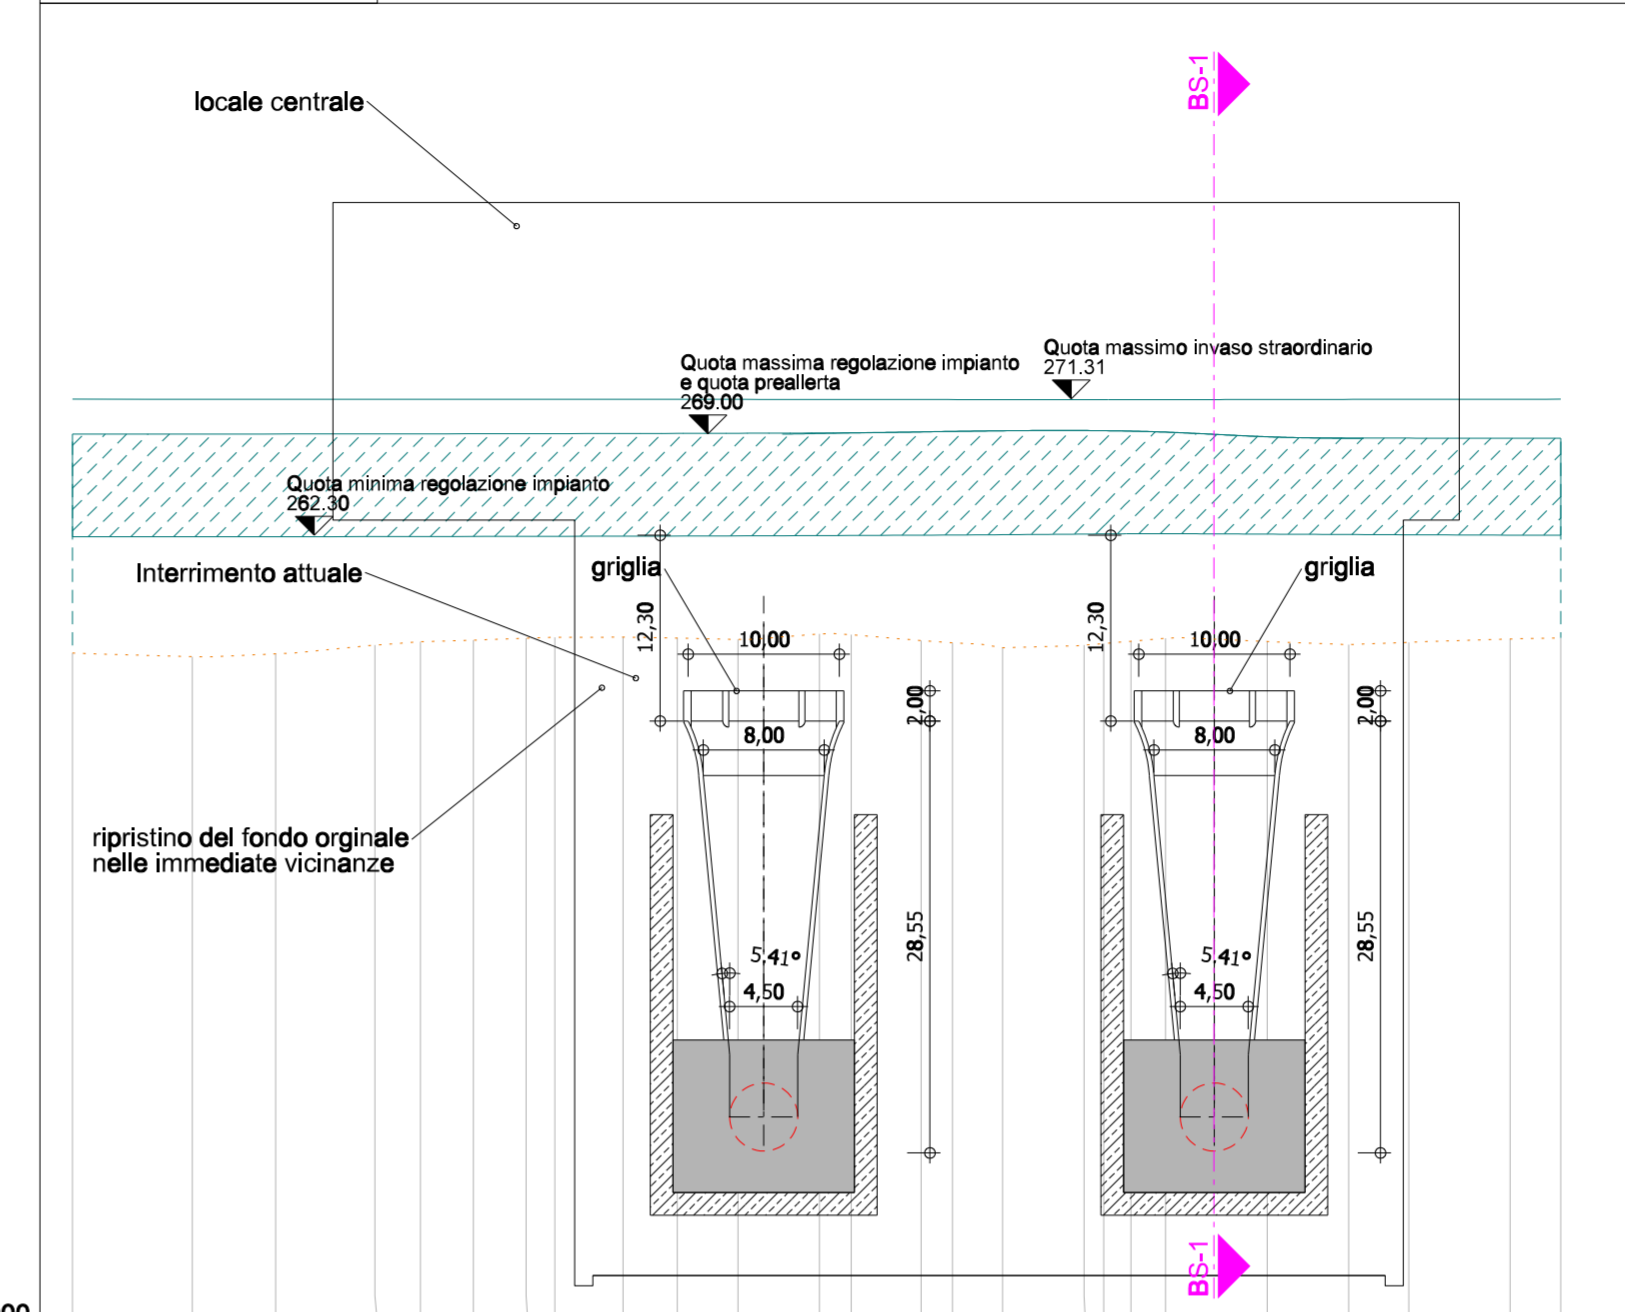 BS-1
locale centrale
Quota massimo invaso straordinario
271.31
Quota massima regolazione impianto
e quota preallerta
269.00
Quota minima regolazione impianto
262.30
Interrimento attuale
griglia
griglia
12,30
10,00
2,00
12,30
10,00
2,00
8,00
8,00
ripristino del fondo orginale
nelle immediate vicinanze
28,55
28,55
5.41°
4,50
5.41°
4,50
BS-1